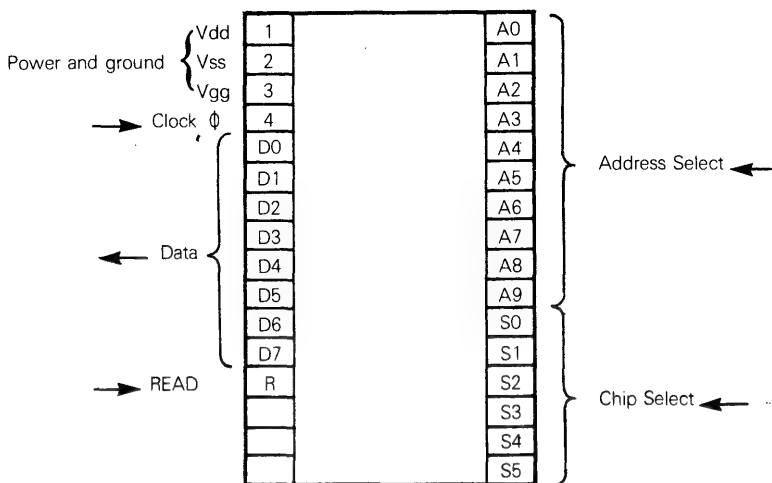 Vdd 1 A0
Power and ground Vss 2 A1
Vgg 3 A2
Clock ϕ 4 A3
D0 A4
D1 A5 Address Select
D2 A6
D3 A7
Data D4 A8
D5 A9
D6 S0
D7 S1
READ R S2
S3 Chip Select
S4
S5